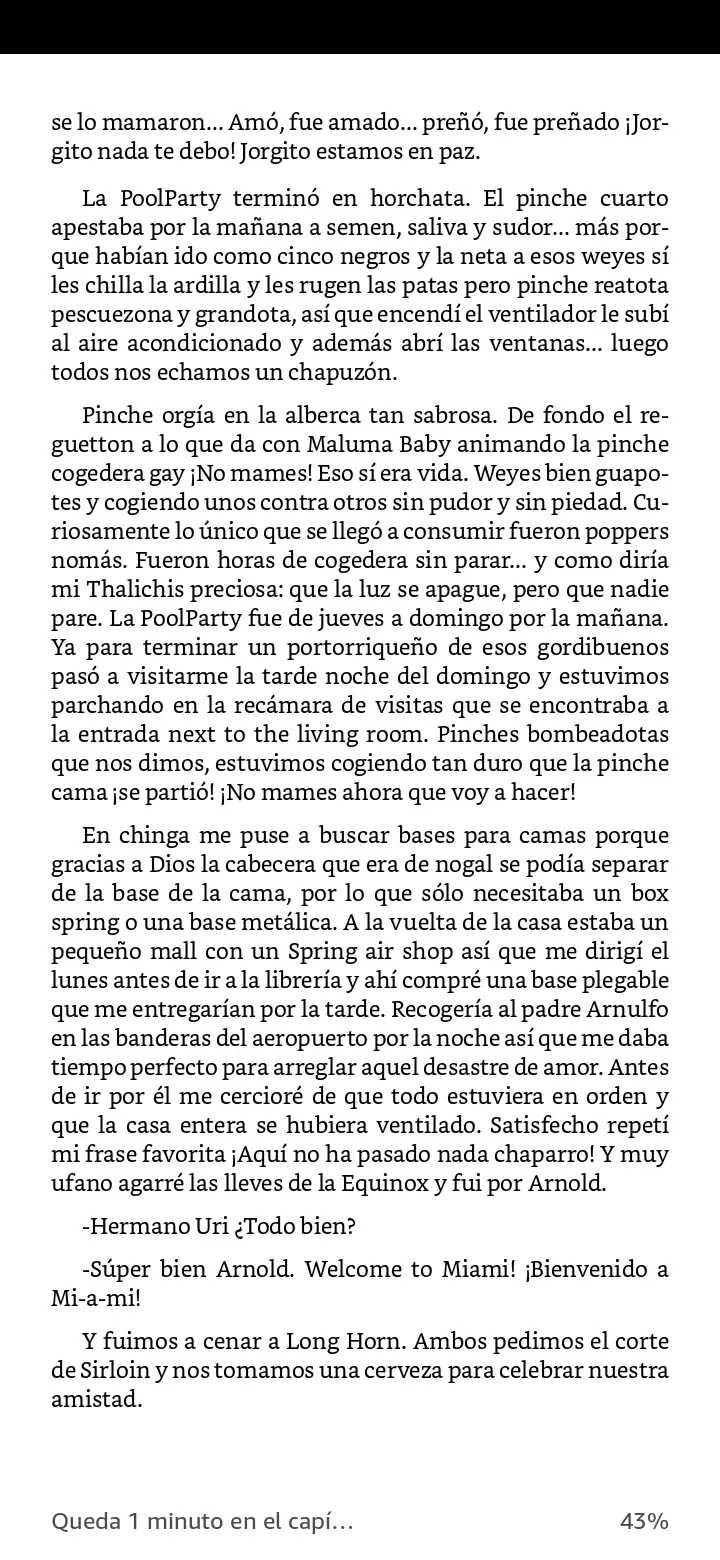 se lo mamaron... Amó, fue amado... preñó, fue preñado ¡Jor-
gito nada te debo! Jorgito estamos en paz.
La PoolParty terminó en horchata. El pinche cuarto
apestaba por la mañana a semen, saliva y sudor... más por-
que habían ido como cinco negros y la neta a esos weyes sí
les chilla la ardilla y les rugen las patas pero pinche reatota
pescuezona y grandota, así que encendí el ventilador le subí
al aire acondicionado y además abrí las ventanas... luego
todos nos echamos un chapuzón.
Pinche orgía en la alberca tan sabrosa. De fondo el re-
guetton a lo que da con Maluma Baby animando la pinche
cogedera gay ¡No mames! Eso sí era vida. Weyes bien guapo-
tes y cogiendo unos contra otros sin pudor y sin piedad. Cu-
riosamente lo único que se llegó a consumir fueron poppers
nomás. Fueron horas de cogedera sin parar... y como diría
mi Thalichis preciosa: que la luz se apague, pero que nadie
pare. La PoolParty fue de jueves a domingo por la mañana.
Ya para terminar un portorriqueño de esos gordibuenos
pasó a visitarme la tarde noche del domingo y estuvimos
parchando en la recámara de visitas que se encontraba a
la entrada next to the living room. Pinches bombeadotas
que nos dimos, estuvimos cogiendo tan duro que la pinche
cama ¡se partió! ¡No mames ahora que voy a hacer!
En chinga me puse a buscar bases para camas porque
gracias a Dios la cabecera que era de nogal se podía separar
de la base de la cama, por lo que sólo necesitaba un box
spring o una base metálica. A la vuelta de la casa estaba un
pequeño mall con un Spring air shop así que me dirigí el
lunes antes de ir a la librería y ahí compré una base plegable
que me entregarían por la tarde. Recogería al padre Arnulfo
en las banderas del aeropuerto por la noche así que me daba
tiempo perfecto para arreglar aquel desastre de amor. Antes
de ir por él me cercioré de que todo estuviera en orden y
que la casa entera se hubiera ventilado. Satisfecho repetí
mi frase favorita ¡Aquí no ha pasado nada chaparro! Y muy
ufano agarré las lleves de la Equinox y fui por Arnold.
-Hermano Uri ¿Todo bien?
-Súper bien Arnold. Welcome to Miami! ¡Bienvenido a
Mi-a-mi!
Y fuimos a cenar a Long Horn. Ambos pedimos el corte
de Sirloin y nos tomamos una cerveza para celebrar nuestra
amistad.
Queda 1 minuto en el capí... 43%